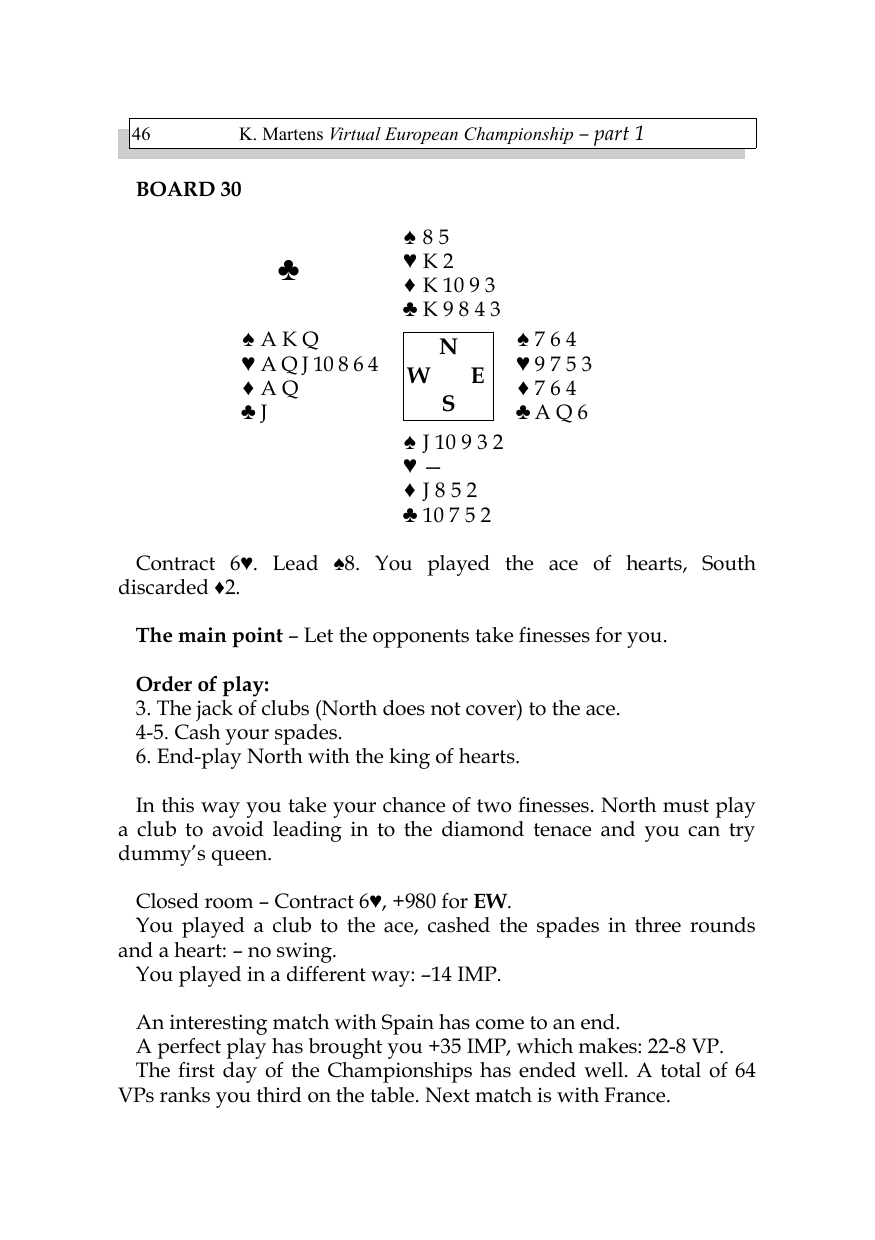 46 K. Martens Virtual European Championship – part 1
BOARD 30
♣
♠ 8 5
♥ K 2
♦ K 10 9 3
♣ K 9 8 4 3
♠ A K Q
♥ A Q J 10 8 6 4
♦ A Q
♣ J
N
W E
S
♠ 7 6 4
♥ 9 7 5 3
♦ 7 6 4
♣ A Q 6
♠ J 10 9 3 2
♥ —
♦ J 8 5 2
♣ 10 7 5 2
Contract 6♥. Lead ♠8. You played the ace of hearts, South
discarded ♦2.
The main point – Let the opponents take finesses for you.
Order of play:
3. The jack of clubs (North does not cover) to the ace.
4-5. Cash your spades.
6. End-play North with the king of hearts.
In this way you take your chance of two finesses. North must play
a club to avoid leading in to the diamond tenace and you can try
dummy’s queen.
Closed room – Contract 6♥, +980 for EW.
You played a club to the ace, cashed the spades in three rounds
and a heart: – no swing.
You played in a different way: –14 IMP.
An interesting match with Spain has come to an end.
A perfect play has brought you +35 IMP, which makes: 22-8 VP.
The first day of the Championships has ended well. A total of 64
VPs ranks you third on the table. Next match is with France.